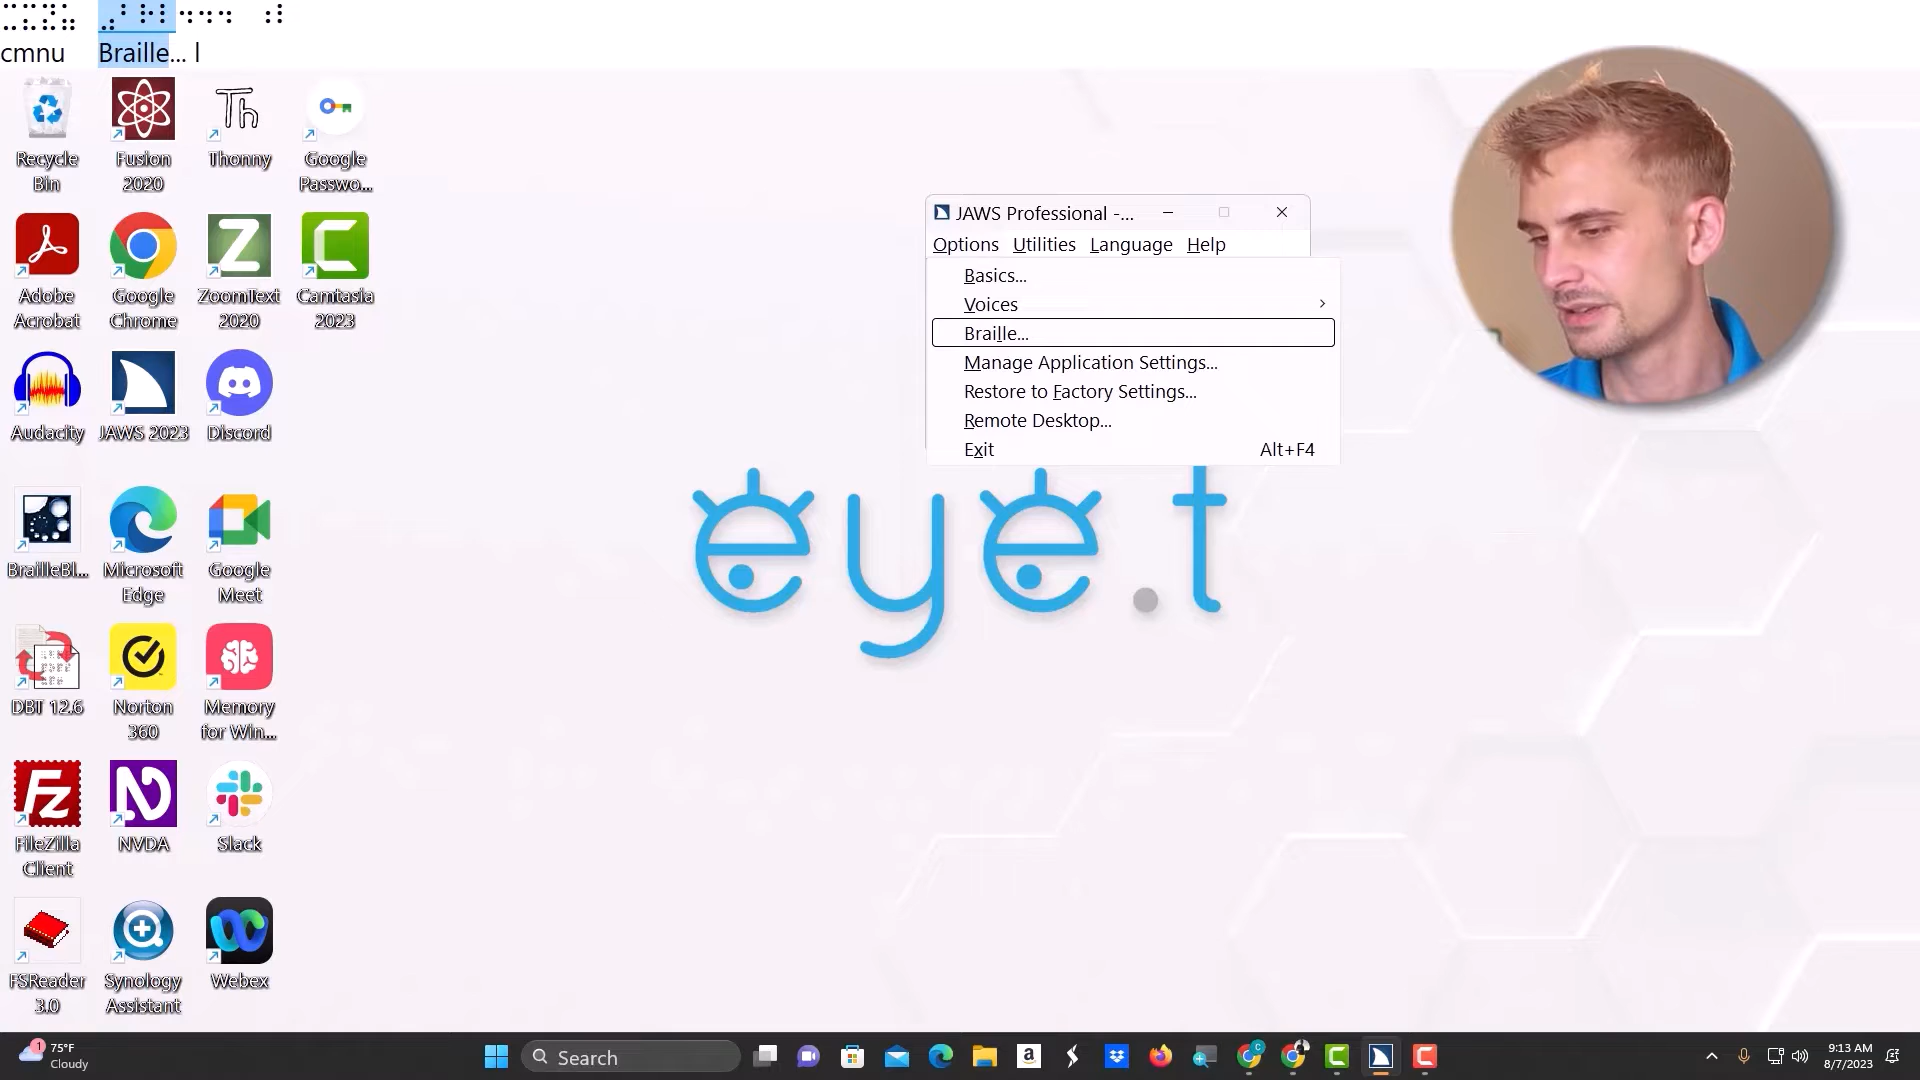 ⠉⠍⠝⠥ ⠠⠃⠗⠇⠲⠲⠲ ⠰⠇
cmnu Braille... l
Recycle Bin
Fusion 2020
Thonny
Google Passwo...
JAWS Professional -...
Options Utilities Language Help
Basics...
Voices
Braille...
Manage Application Settings...
Restore to Factory Settings...
Remote Desktop...
Exit Alt+F4
Adobe Acrobat
Google Chrome
ZoomText 2020
Camtasia 2023
Audacity
JAWS 2023
Discord
BrailleBl...
Microsoft Edge
Google Meet
eye.t
DBT 12.6
Norton 360
Memory for Win...
FileZilla Client
NVDA
Slack
FSReader 3.0
Synology Assistant
Webex
1
75°F
Cloudy
Search
9:13 AM
8/7/2023